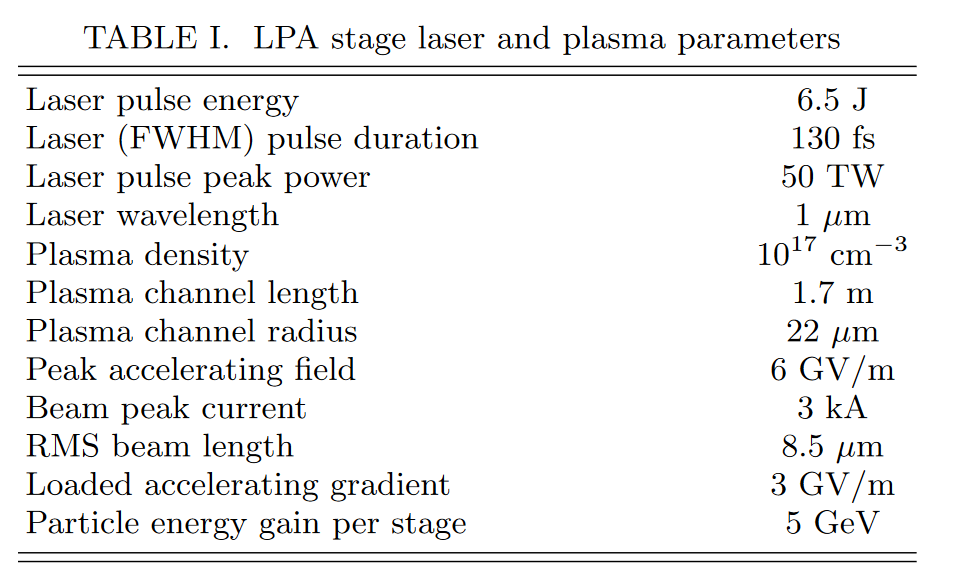 TABLE I. LPA stage laser and plasma parameters
Laser pulse energy 6.5 J
Laser (FWHM) pulse duration 130 fs
Laser pulse peak power 50 TW
Laser wavelength 1 μm
Plasma density 10^17 cm^−3
Plasma channel length 1.7 m
Plasma channel radius 22 μm
Peak accelerating field 6 GV/m
Beam peak current 3 kA
RMS beam length 8.5 μm
Loaded accelerating gradient 3 GV/m
Particle energy gain per stage 5 GeV